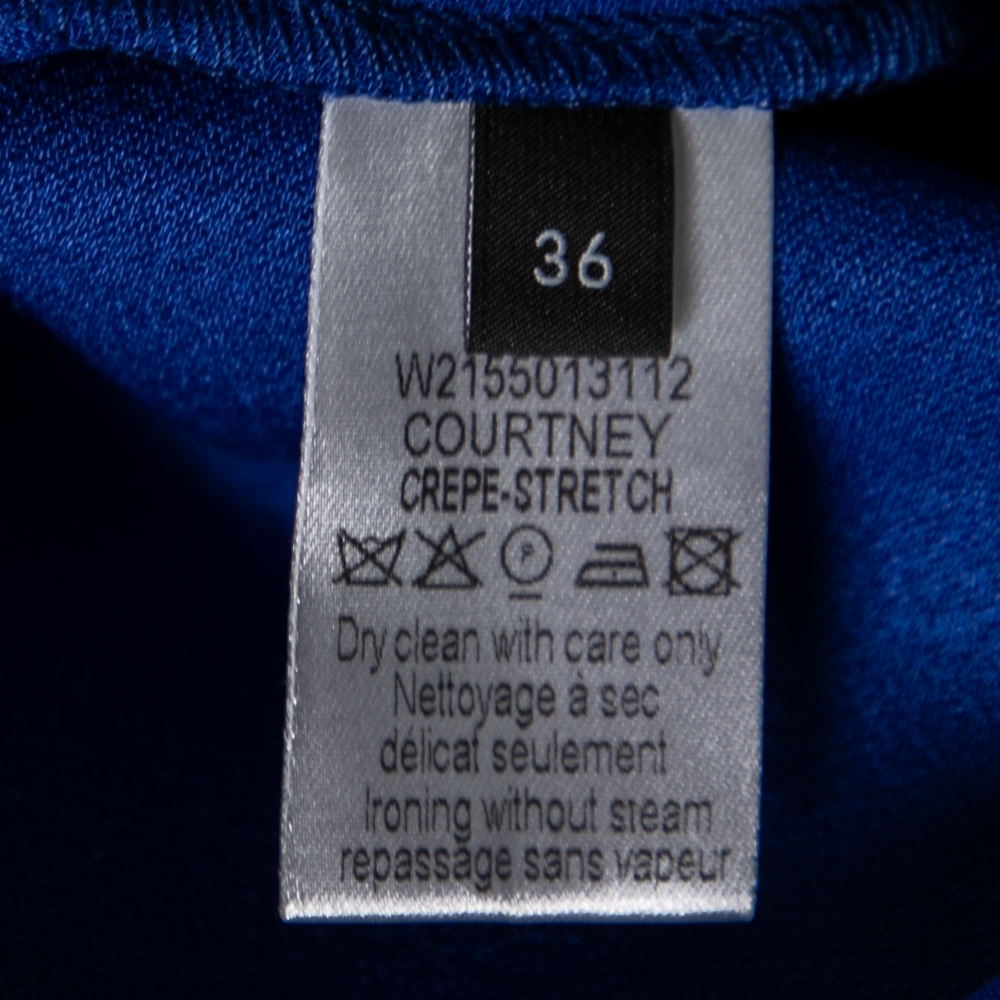 36
W2155013112
COURTNEY
CREPE-STRETCH
P
Dry clean with care only
Nettoyage à sec
délicat seulement
Ironing without steam
repassage sans vapeur